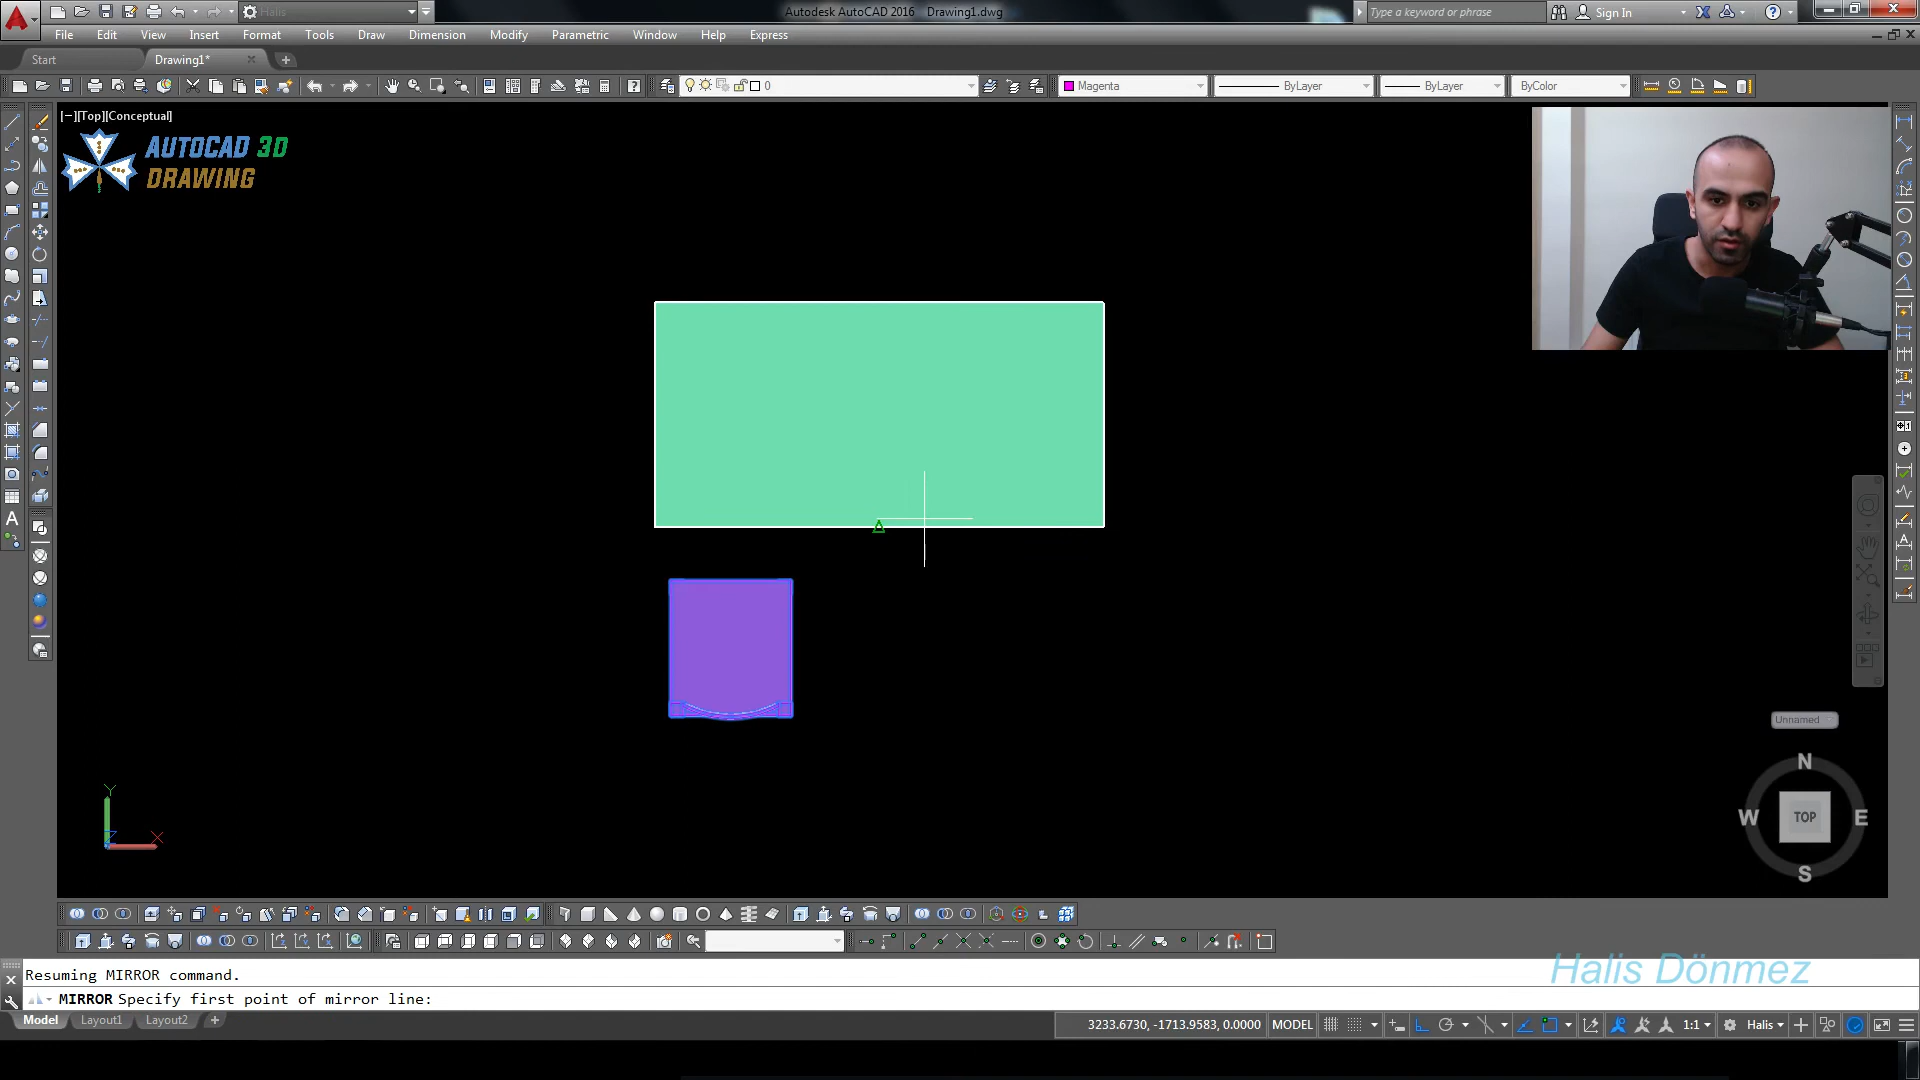 Halis
Autodesk AutoCAD 2016 Drawing1.dwg
Type a keyword or phrase
Sign In
File Edit View Insert Format Tools Draw Dimension Modify Parametric Window Help Express
Start
Drawing1*
0
Magenta
ByLayer
ByLayer
ByColor
[−][Top][Conceptual]
AUTOCAD 3D
DRAWING
Unnamed
N
W TOP E
S
Y
X
Z
A
A
Halis Dönmez
Resuming MIRROR command.
MIRROR Specify first point of mirror line:
Model Layout1 Layout2 +
3233.6730, -1713.9583, 0.0000 MODEL 1:1 Halis